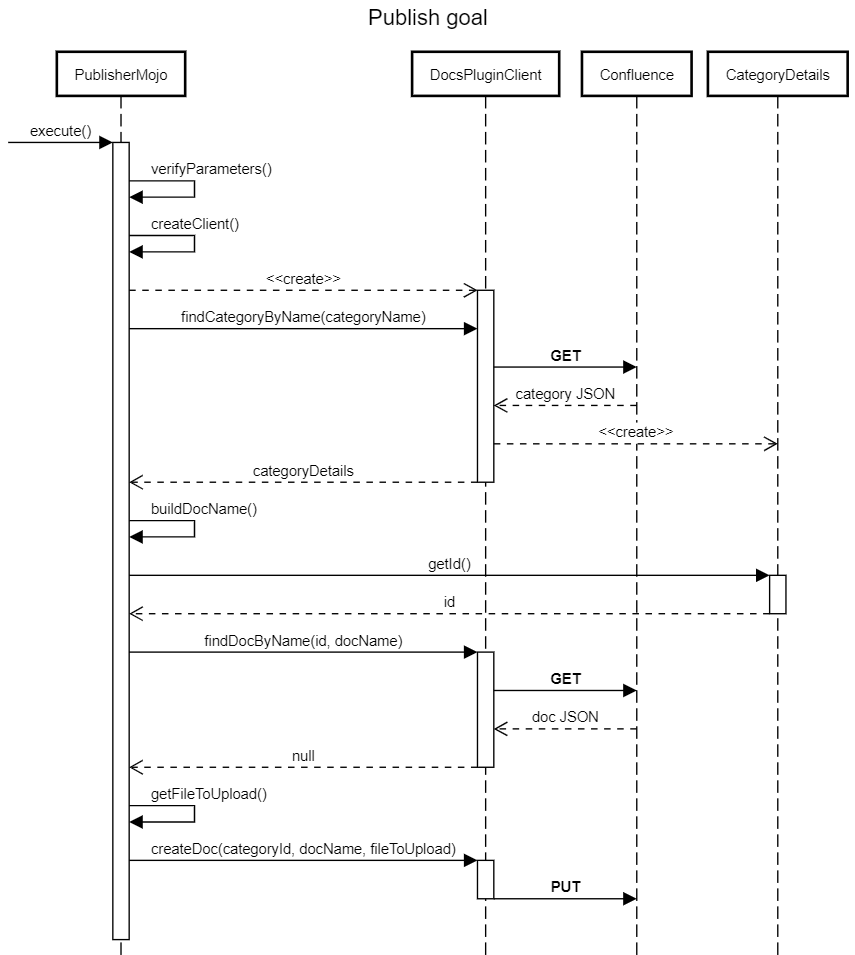 Publish goal
PublisherMojo
DocsPluginClient
Confluence
CategoryDetails
execute()
verifyParameters()
createClient()
<<create>>
findCategoryByName(categoryName)
GET
category JSON
<<create>>
categoryDetails
buildDocName()
getId()
id
findDocByName(id, docName)
GET
doc JSON
null
getFileToUpload()
createDoc(categoryId, docName, fileToUpload)
PUT